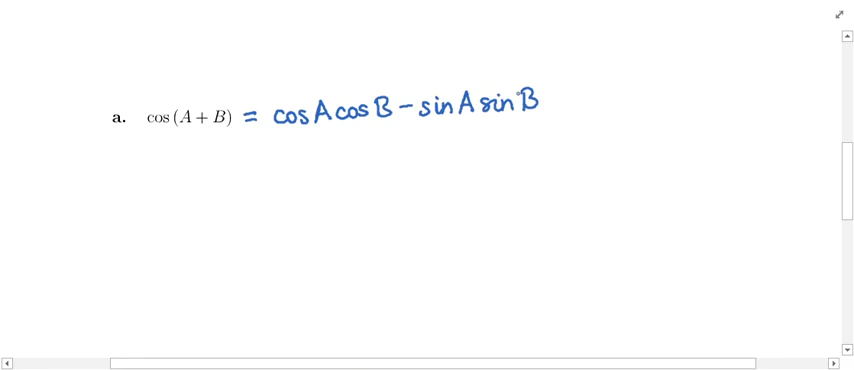 a. cos (A + B) = cos A cos B − sin A sin B